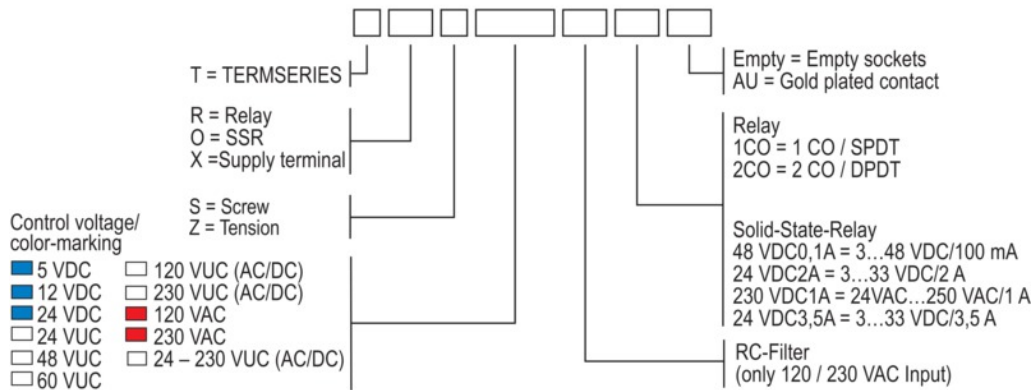 T = TERMSERIES
R = Relay
O = SSR
X =Supply terminal
S = Screw
Z = Tension
Control voltage/
color-marking
5 VDC
12 VDC
24 VDC
24 VUC
48 VUC
60 VUC
120 VUC (AC/DC)
230 VUC (AC/DC)
120 VAC
230 VAC
24 – 230 VUC (AC/DC)
Empty = Empty sockets
AU = Gold plated contact
Relay
1CO = 1 CO / SPDT
2CO = 2 CO / DPDT
Solid-State-Relay
48 VDC0,1A = 3...48 VDC/100 mA
24 VDC2A = 3...33 VDC/2 A
230 VDC1A = 24VAC...250 VAC/1 A
24 VDC3,5A = 3...33 VDC/3,5 A
RC-Filter
(only 120 / 230 VAC Input)